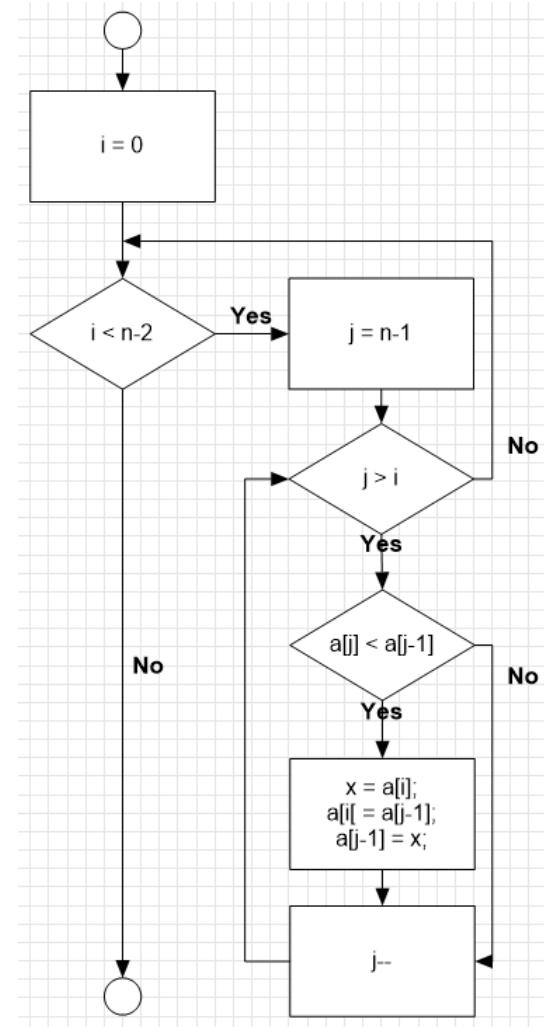 i = 0
i < n-2
Yes
j = n-1
j > i
No
Yes
a[j] < a[j-1]
No
Yes
No
x = a[i];
a[i[ = a[j-1];
a[j-1] = x;
j--